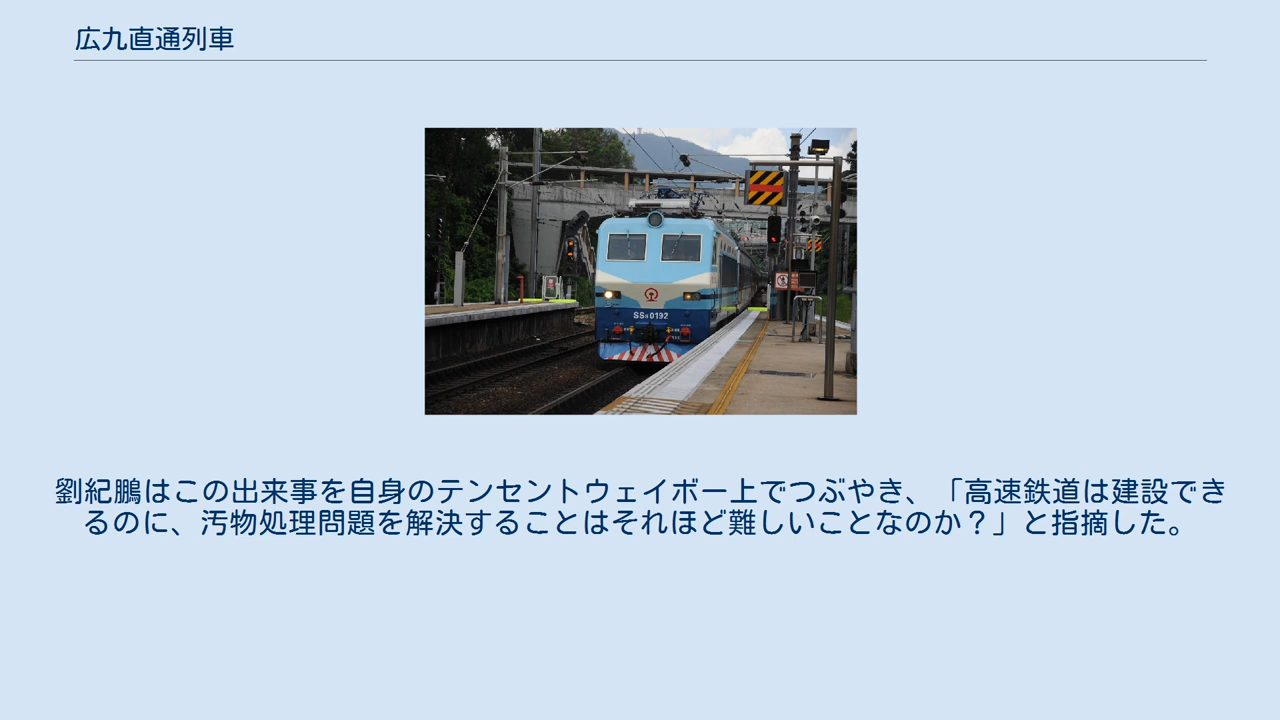 広九直通列車
SS8 0192
劉紀鵬はこの出来事を自身のテンセントウェイボー上でつぶやき、「高速鉄道は建設でき
るのに、汚物処理問題を解決することはそれほど難しいことなのか？」と指摘した。